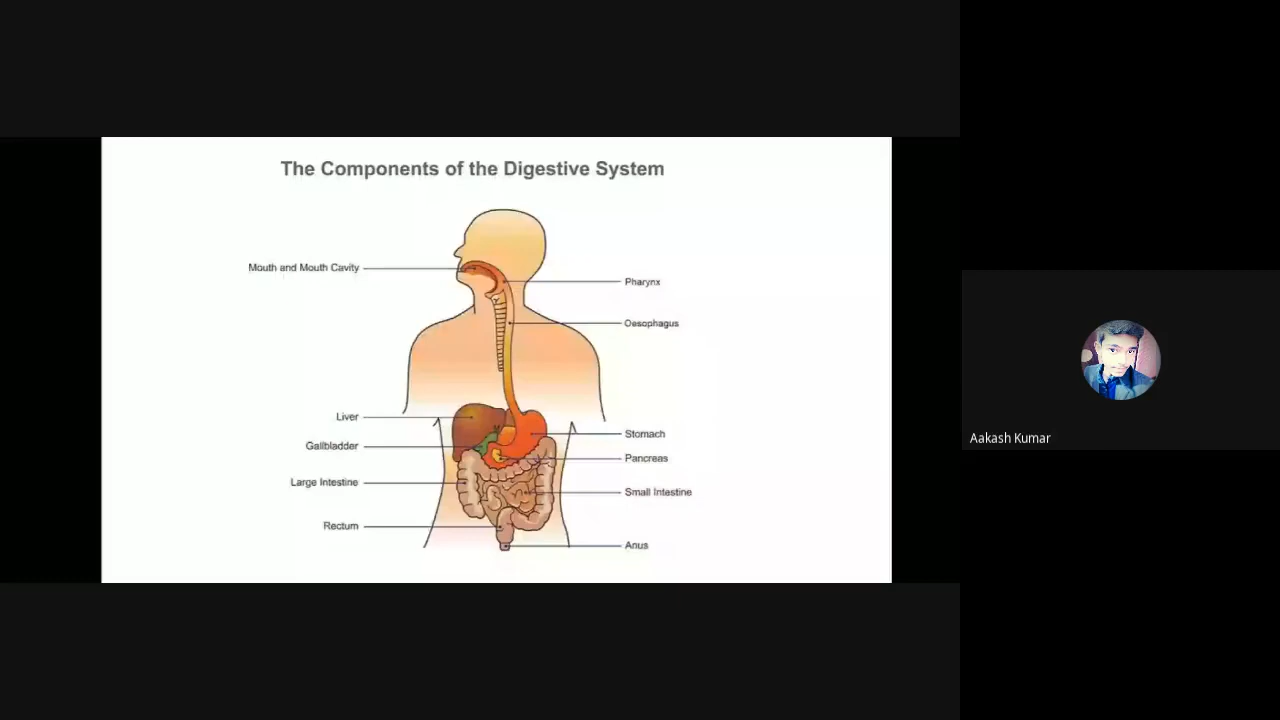 The Components of the Digestive System
Mouth and Mouth Cavity
Pharynx
Oesophagus
Liver
Stomach
Gallbladder
Pancreas
Large Intestine
Small Intestine
Rectum
Anus
Aakash Kumar